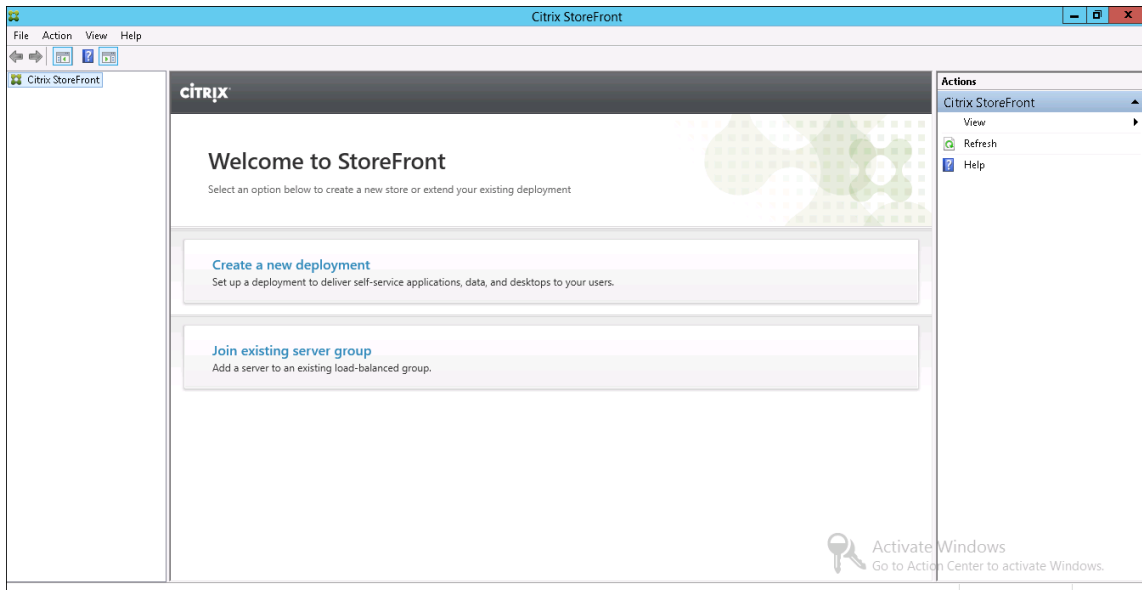 Citrix StoreFront
File Action View Help
Citrix StoreFront
CİTRIX
Welcome to StoreFront
Select an option below to create a new store or extend your existing deployment
Create a new deployment
Set up a deployment to deliver self-service applications, data, and desktops to your users.
Join existing server group
Add a server to an existing load-balanced group.
Actions
Citrix StoreFront
View
Refresh
Help
Activate Windows
Go to Action Center to activate Windows.